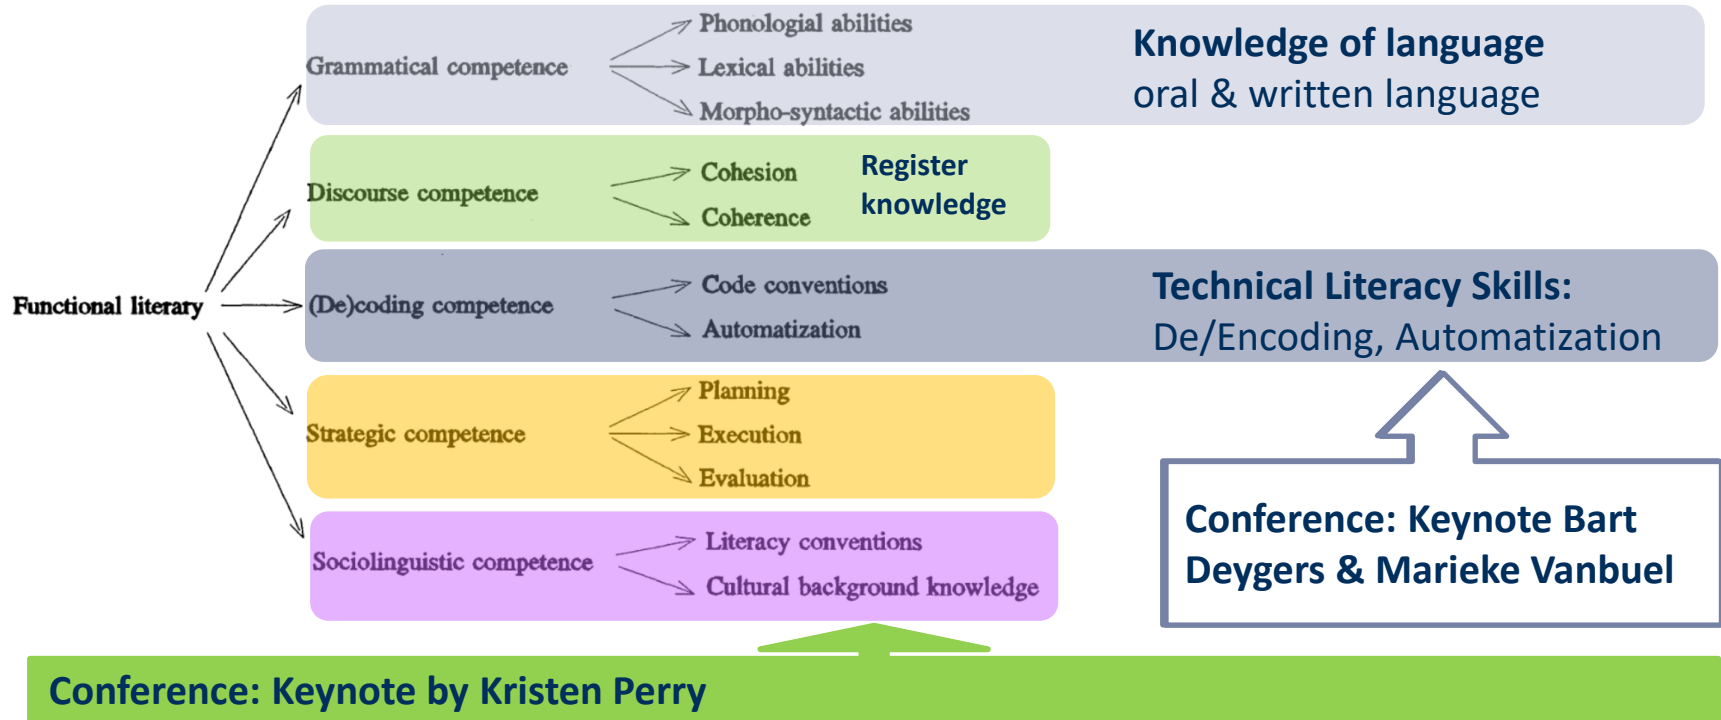 Functional literary
Grammatical competence
Phonologial abilities
Lexical abilities
Morpho-syntactic abilities
Knowledge of language
oral & written language
Discourse competence
Cohesion
Coherence
Register
knowledge
(De)coding competence
Code conventions
Automatization
Technical Literacy Skills:
De/Encoding, Automatization
Strategic competence
Planning
Execution
Evaluation
Conference: Keynote Bart
Deygers & Marieke Vanbuel
Sociolinguistic competence
Literacy conventions
Cultural background knowledge
Conference: Keynote by Kristen Perry